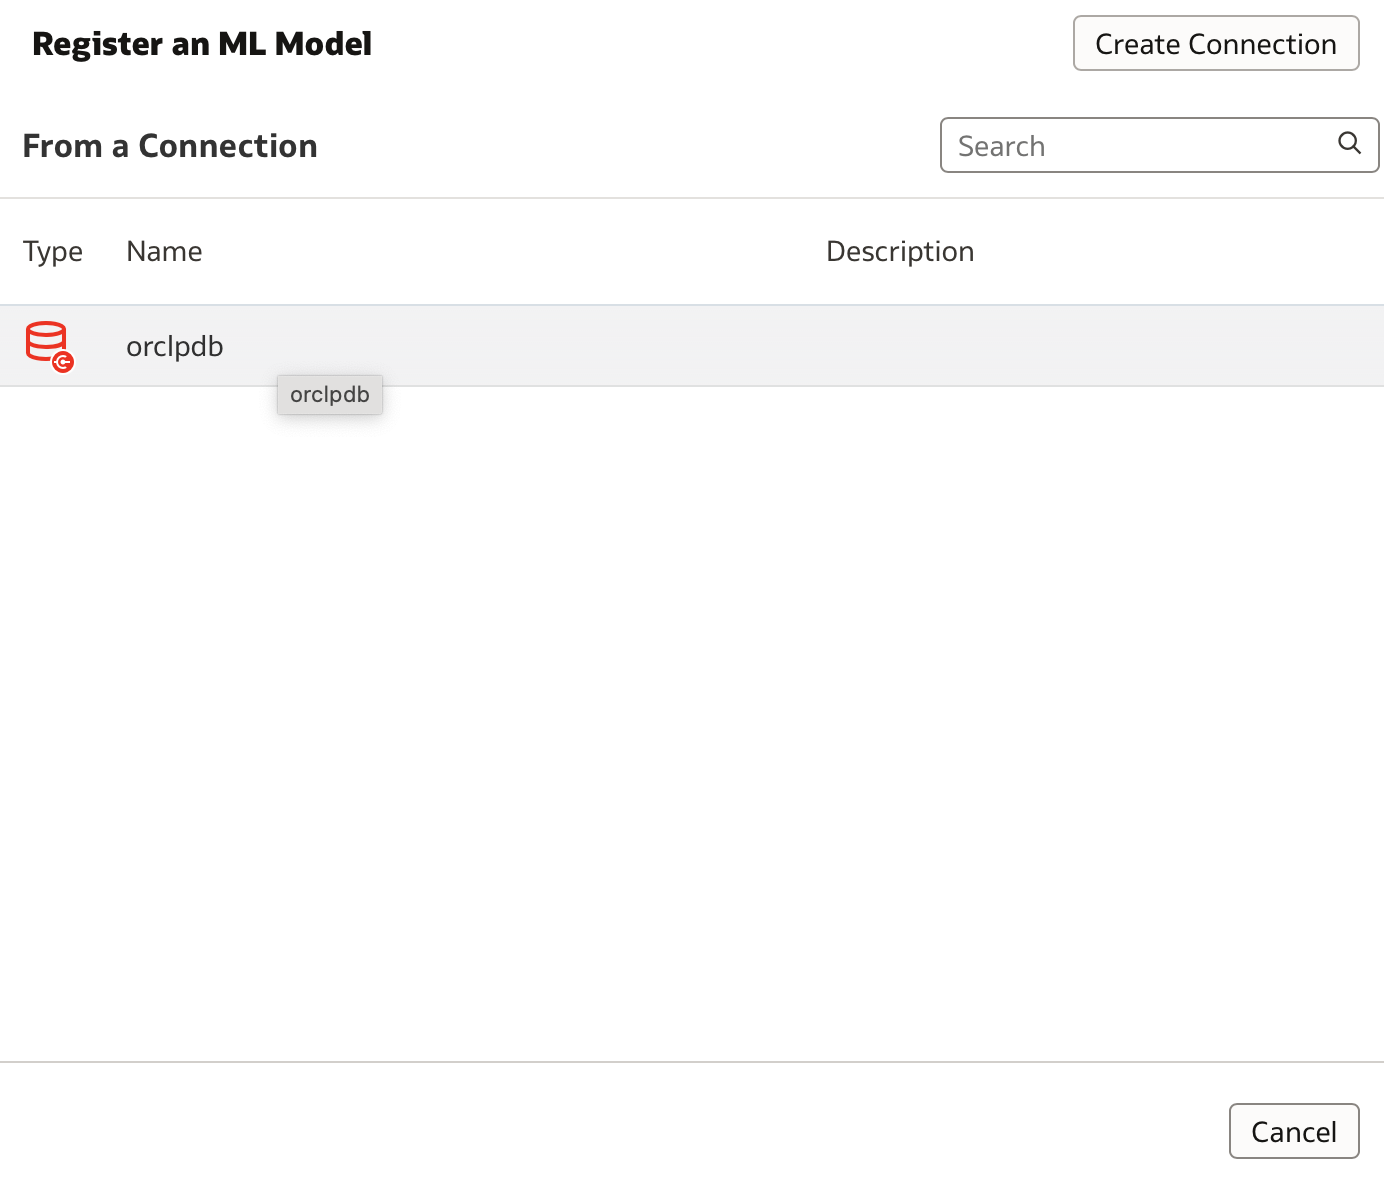 Register an ML Model
Create Connection
From a Connection
Search
Type Name Description
orclpdb
orclpdb
Cancel